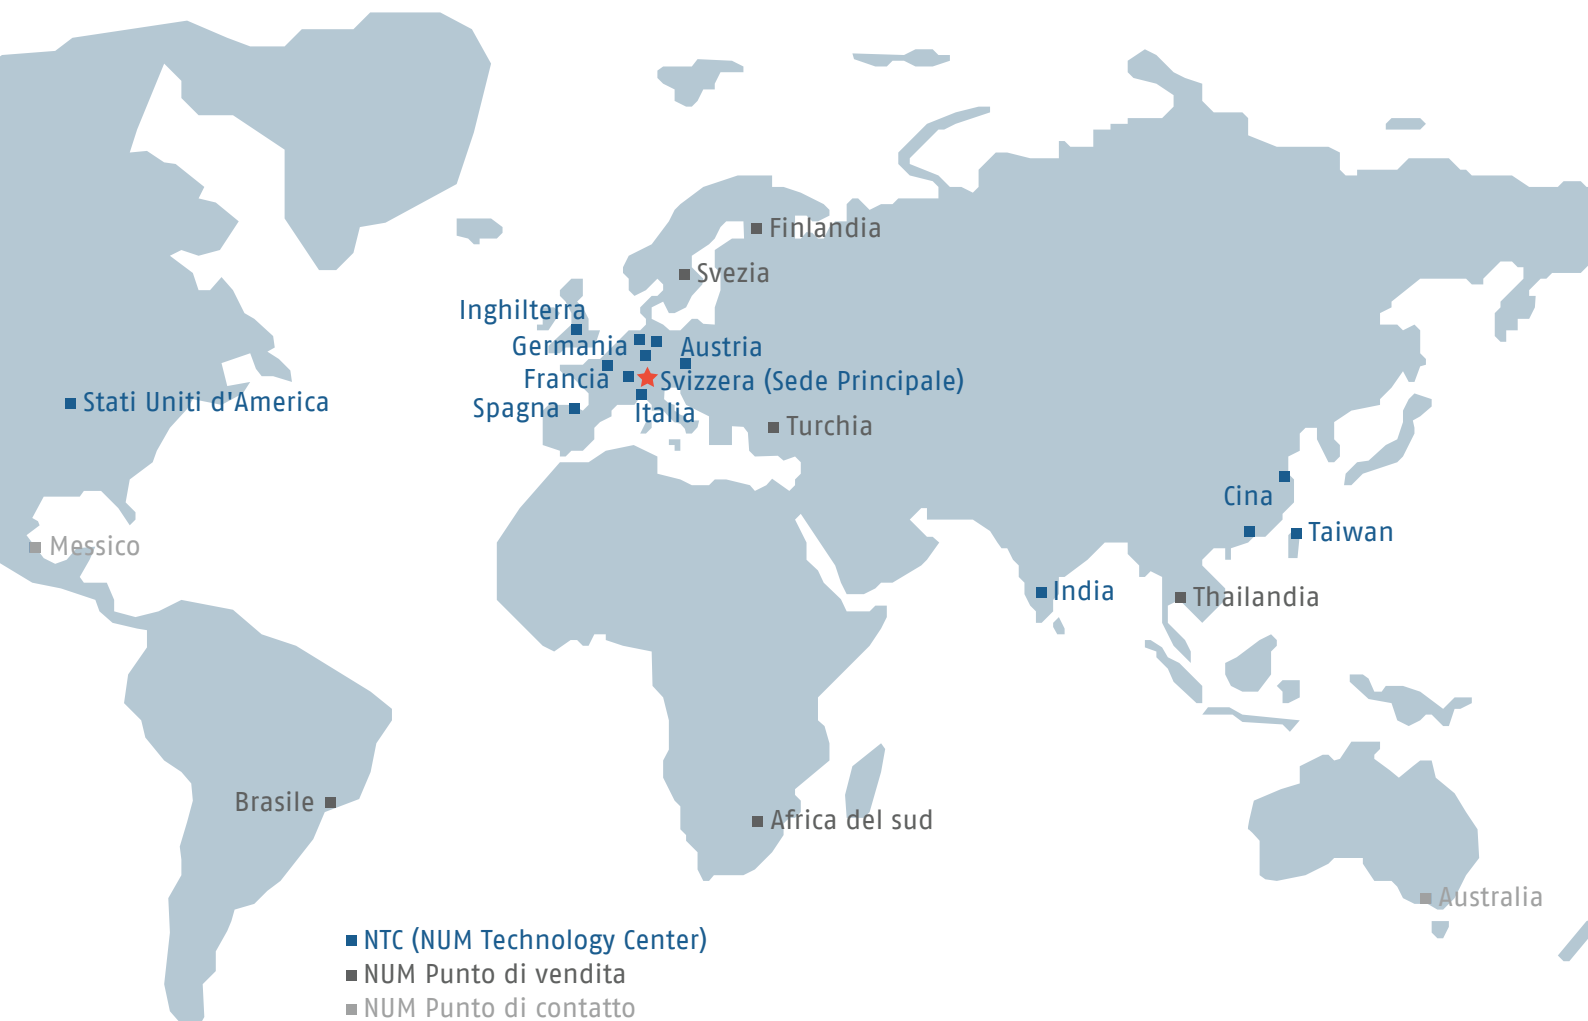 Finlandia
Svezia
Inghilterra
Germania
Austria
Francia
Svizzera (Sede Principale)
Stati Uniti d'America
Spagna
Italia
Turchia
Cina
Taiwan
Messico
India
Thailandia
Brasile
Africa del sud
Australia
NTC (NUM Technology Center)
NUM Punto di vendita
NUM Punto di contatto